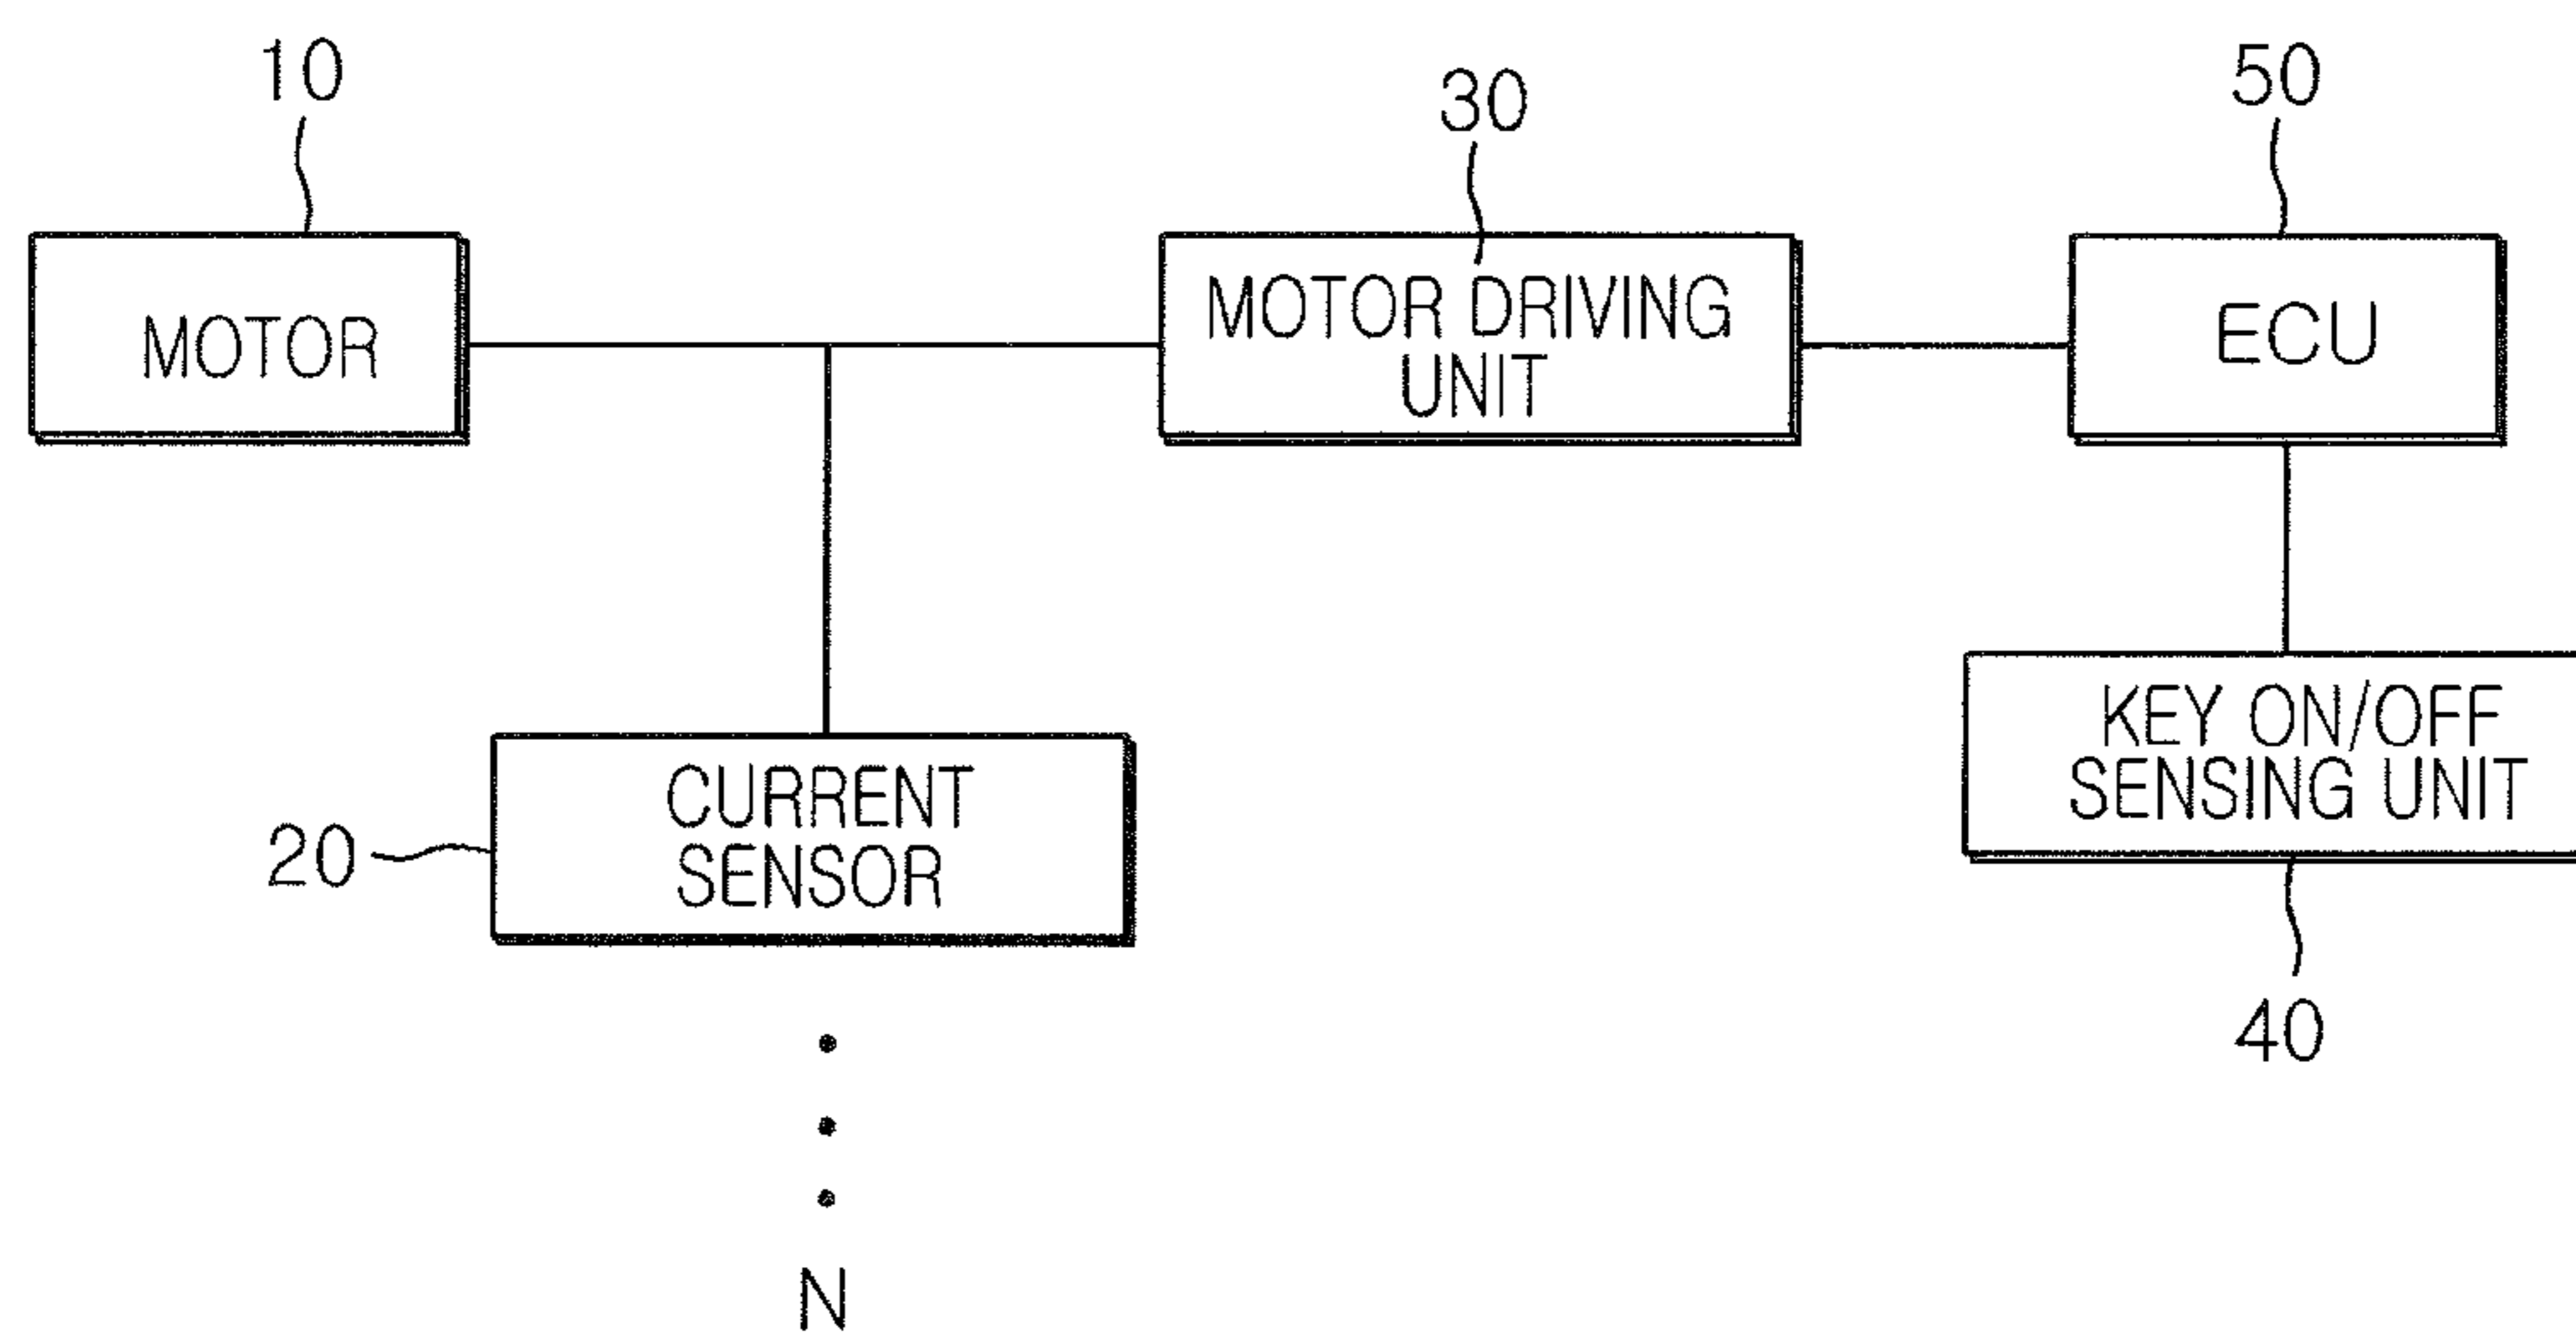 10
30
50
MOTOR
MOTOR DRIVING
UNIT
ECU
CURRENT
SENSOR
20
KEY ON/OFF
SENSING UNIT
40
N